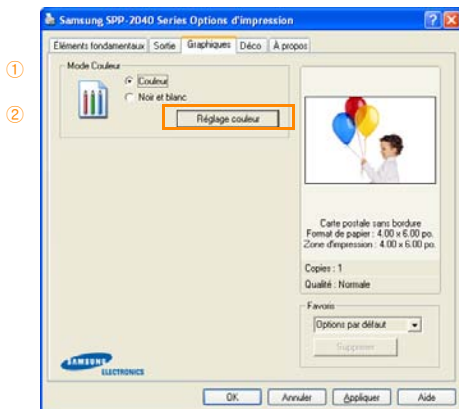 Samsung SPP-2040 Series Options d'impression
Éléments fondamentaux Sortie Graphiques Déco À propos
①
Mode Couleur
Couleur
Noir et blanc
②
Réglage couleur
Carte postale sans bordure
Format de papier : 4.00 x 6.00 po.
Zone d'impression : 4.00 x 6.00 po.
Copies : 1
Qualité : Normale
Favoris
Options par défaut
Supprimer
SAMSUNG
ELECTRONICS
OK Annuler Appliquer Aide